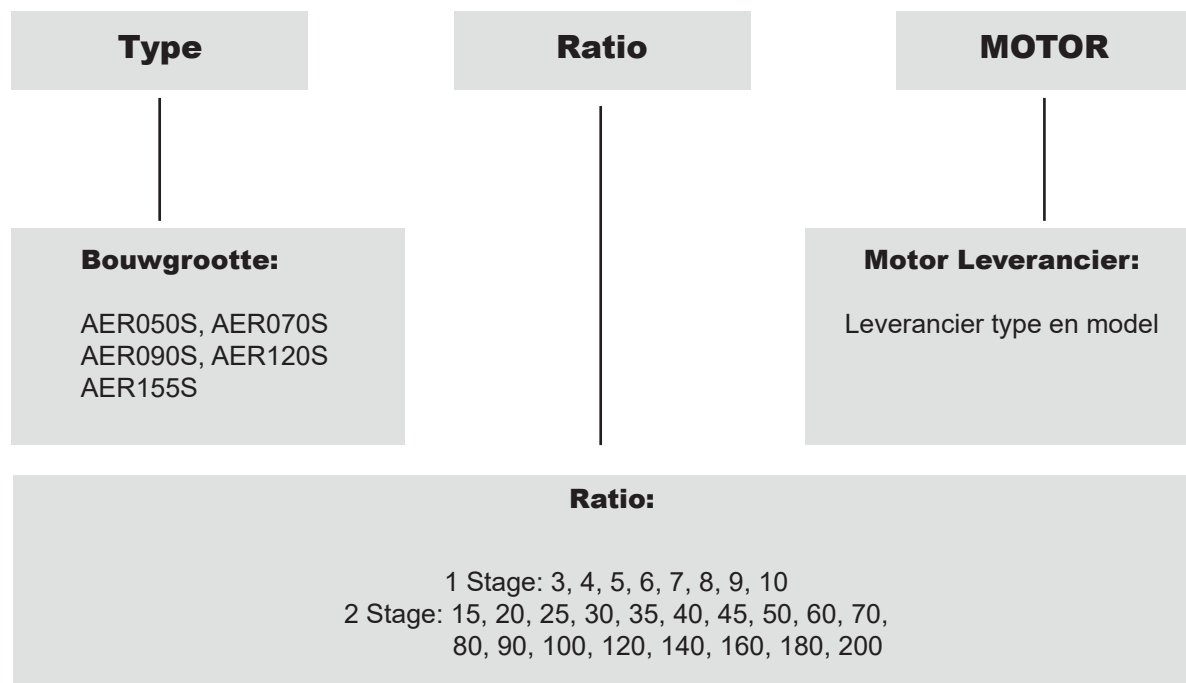 Type
Ratio
MOTOR
Bouwgrootte:
AER050S, AER070S
AER090S, AER120S
AER155S
Motor Leverancier:
Leverancier type en model
Ratio:
1 Stage: 3, 4, 5, 6, 7, 8, 9, 10
2 Stage: 15, 20, 25, 30, 35, 40, 45, 50, 60, 70,
80, 90, 100, 120, 140, 160, 180, 200